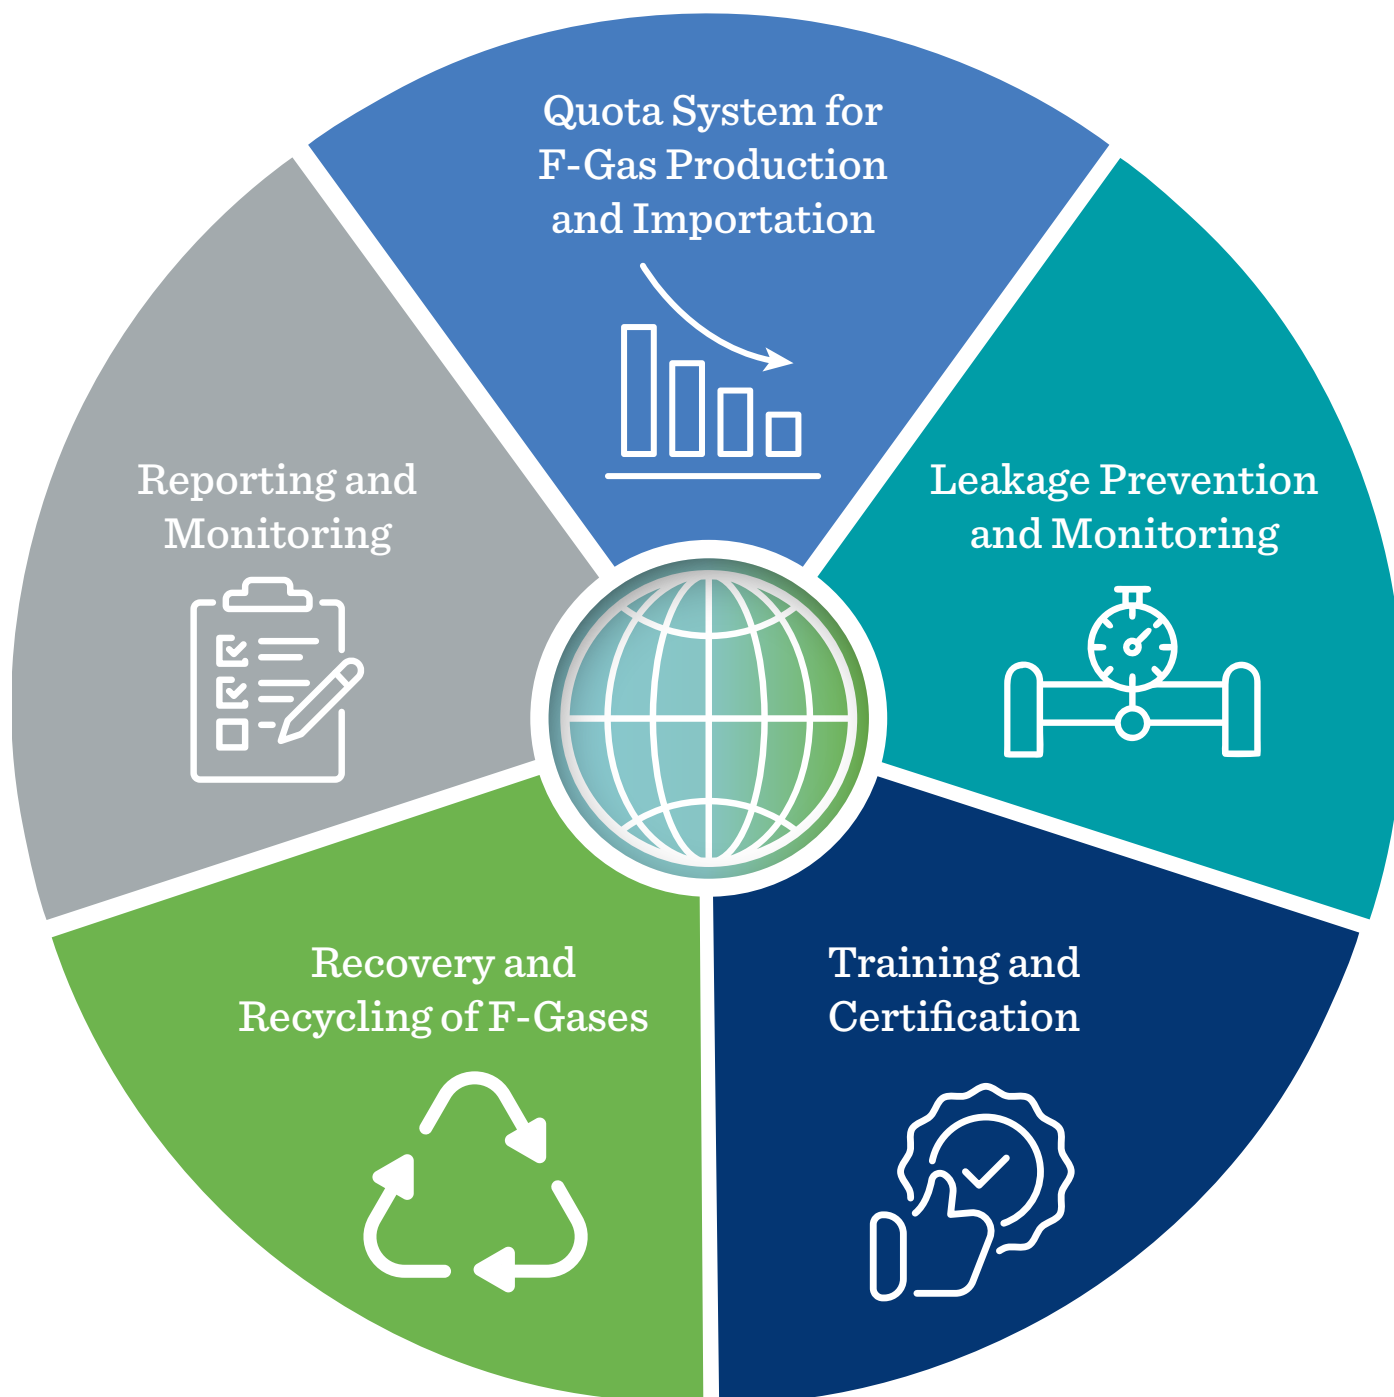 Quota System for
F-Gas Production
and Importation
Leakage Prevention
and Monitoring
Training and
Certification
Recovery and
Recycling of F-Gases
Reporting and
Monitoring